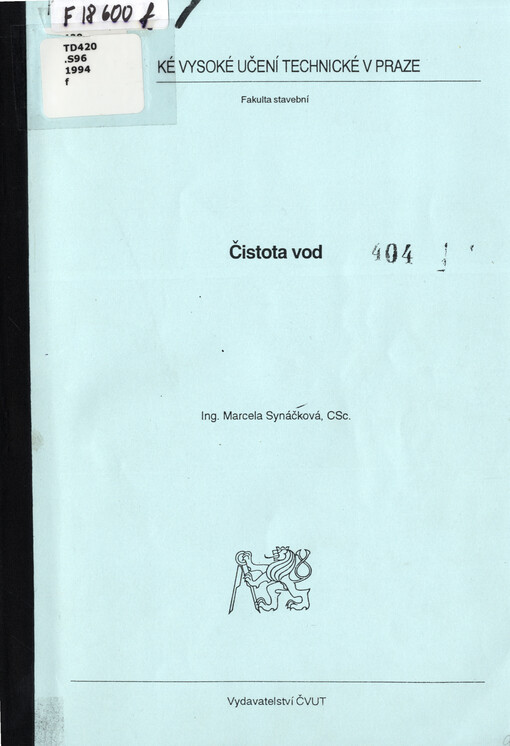 F 18 600 f
TD420
.S96
1994
f
KÉ VYSOKÉ UČENÍ TECHNICKÉ V PRAZE
Fakulta stavební
Čistota vod
404
Ing. Marcela Synáčková, CSc.
Vydavatelství ČVUT